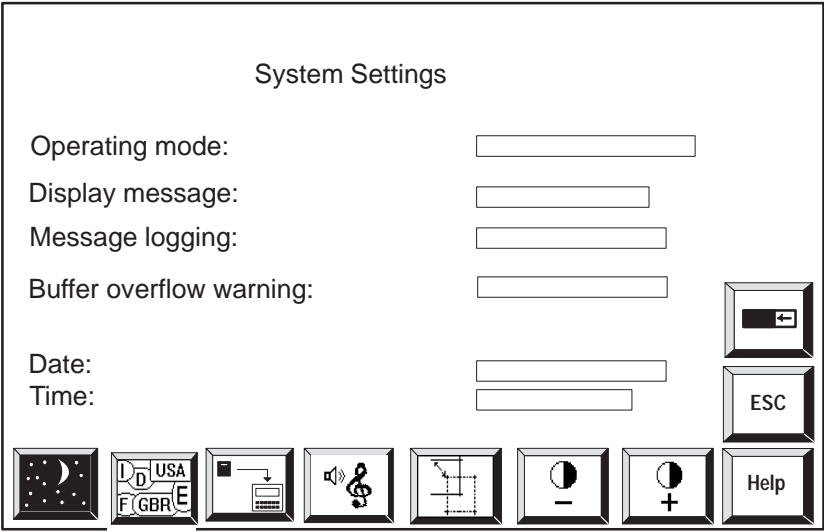 System Settings
Operating mode:
Display message:
Message logging:
Buffer overflow warning:
Date:
Time:
ESC
I D USA
F GBR E
Help
− +